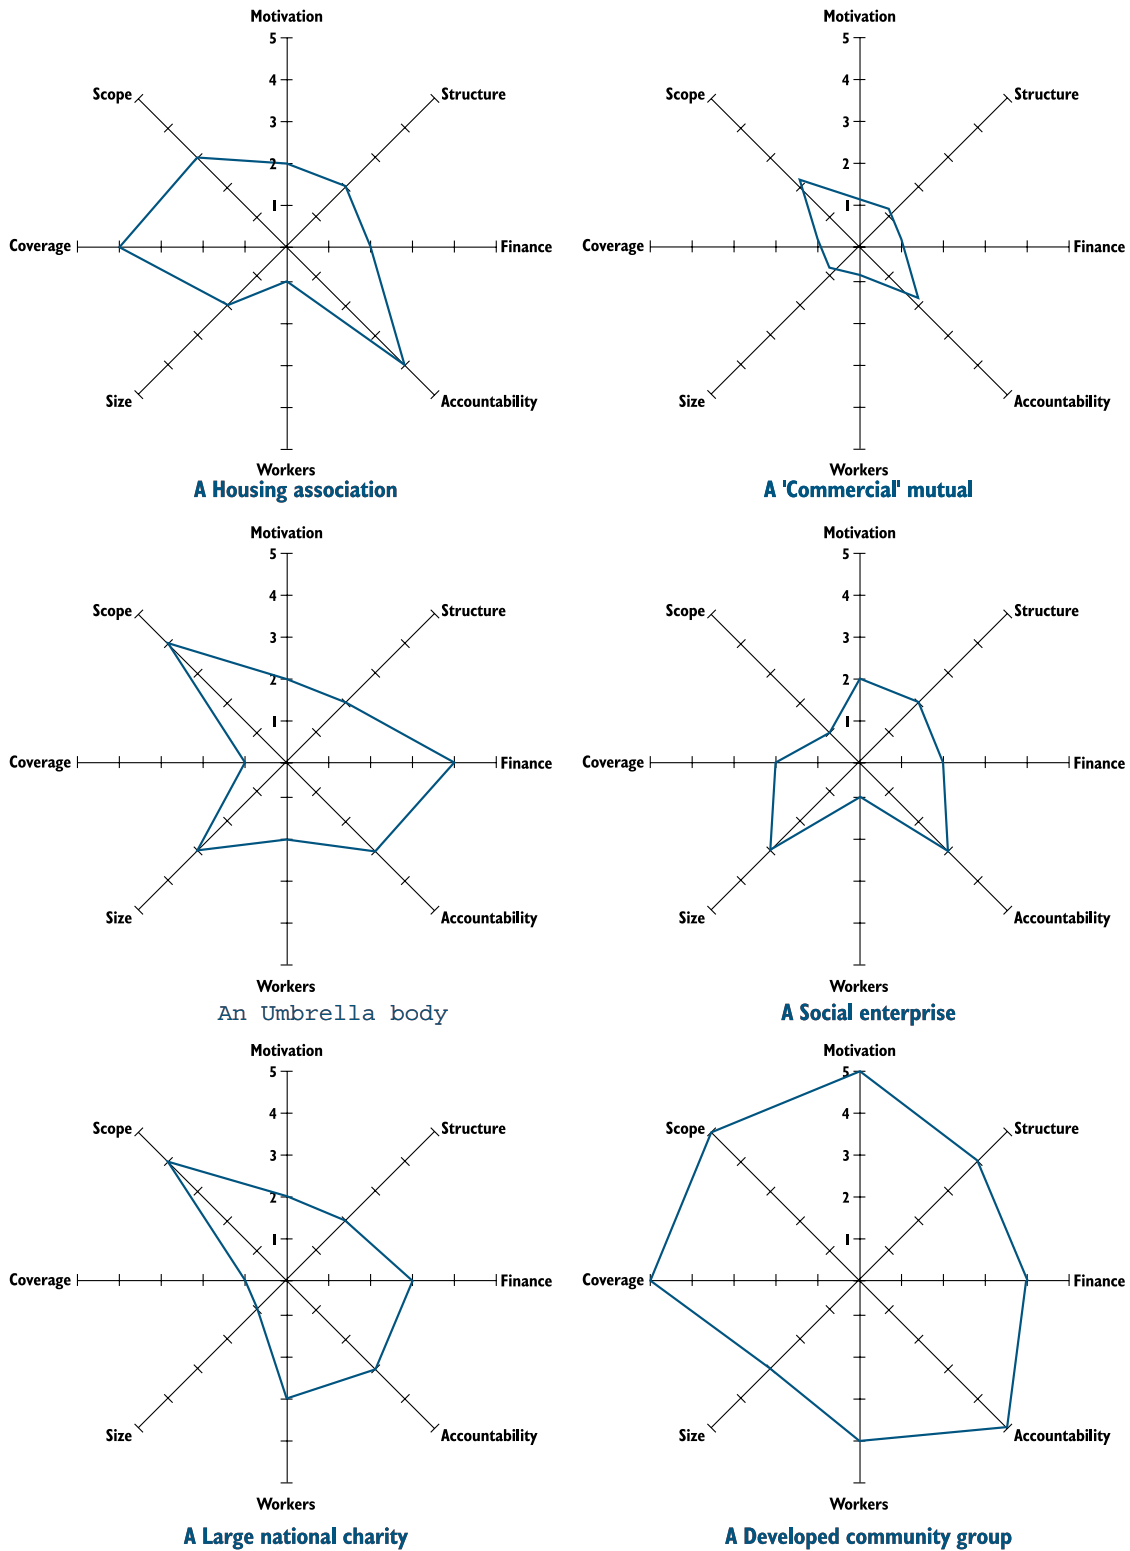 Motivation
5
4
3
2
1
Scope
Structure
Coverage
Finance
Size
Accountability
Workers
A Housing association
Motivation
5
4
3
2
1
Scope
Structure
Coverage
Finance
Size
Accountability
Workers
A 'Commercial' mutual
Motivation
5
4
3
2
1
Scope
Structure
Coverage
Finance
Size
Accountability
Workers
An Umbrella body
Motivation
5
4
3
2
1
Scope
Structure
Coverage
Finance
Size
Accountability
Workers
A Social enterprise
Motivation
5
4
3
2
1
Scope
Structure
Coverage
Finance
Size
Accountability
Workers
A Large national charity
Motivation
5
4
3
2
1
Scope
Structure
Coverage
Finance
Size
Accountability
Workers
A Developed community group